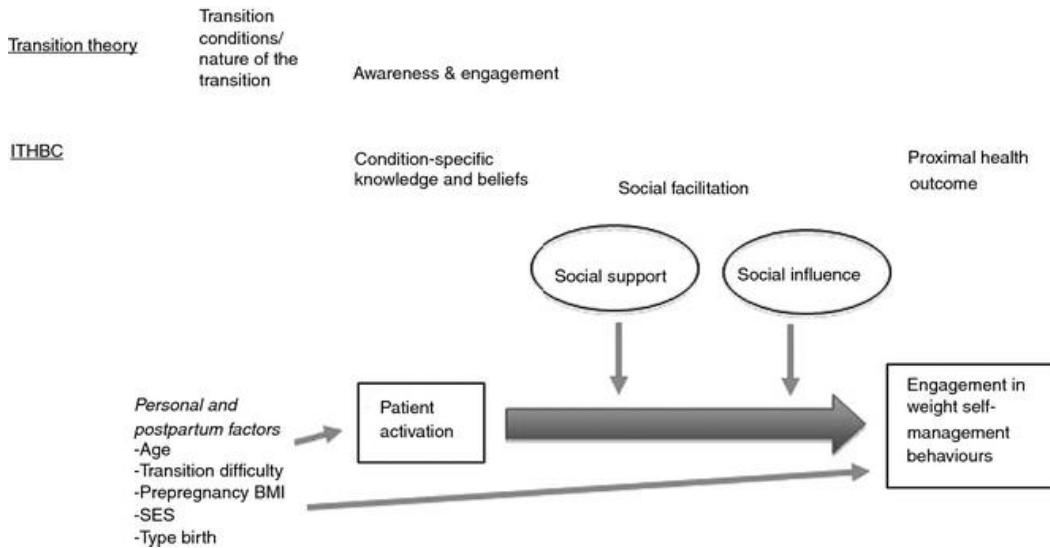 Transition theory
Transition
conditions/
nature of the
transition
Awareness & engagement
ITHBC
Condition-specific
knowledge and beliefs
Social facilitation
Proximal health
outcome
Social support
Social influence
Personal and
postpartum factors
-Age
-Transition difficulty
-Prepregnancy BMI
-SES
-Type birth
Patient
activation
Engagement in
weight self-
management
behaviours